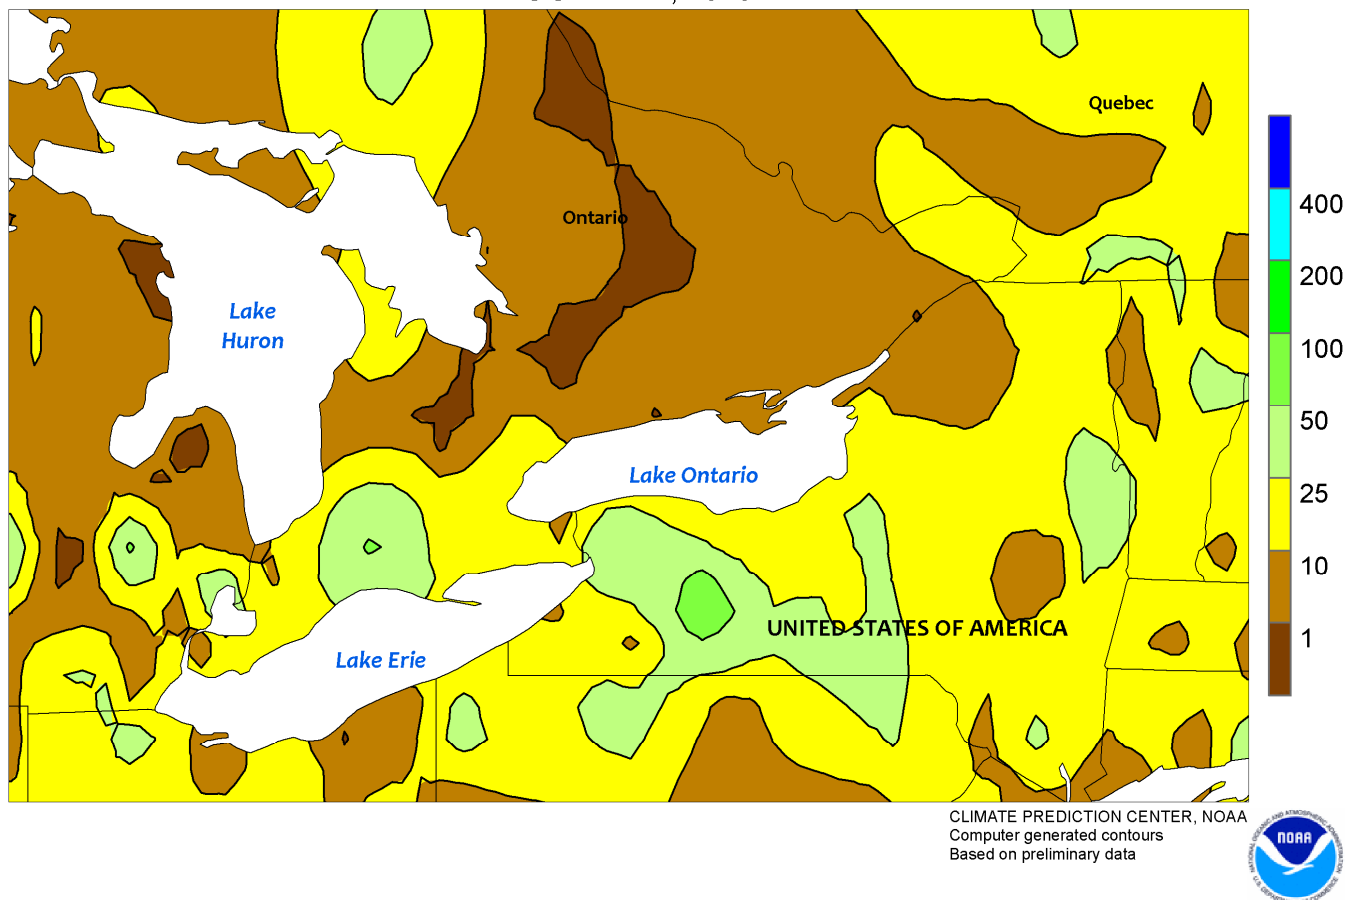 Quebec
400
Ontario
200
Lake
Huron
100
50
Lake Ontario
25
10
UNITED STATES OF AMERICA
1
Lake Erie
CLIMATE PREDICTION CENTER, NOAA
Computer generated contours
Based on preliminary data
NOAA